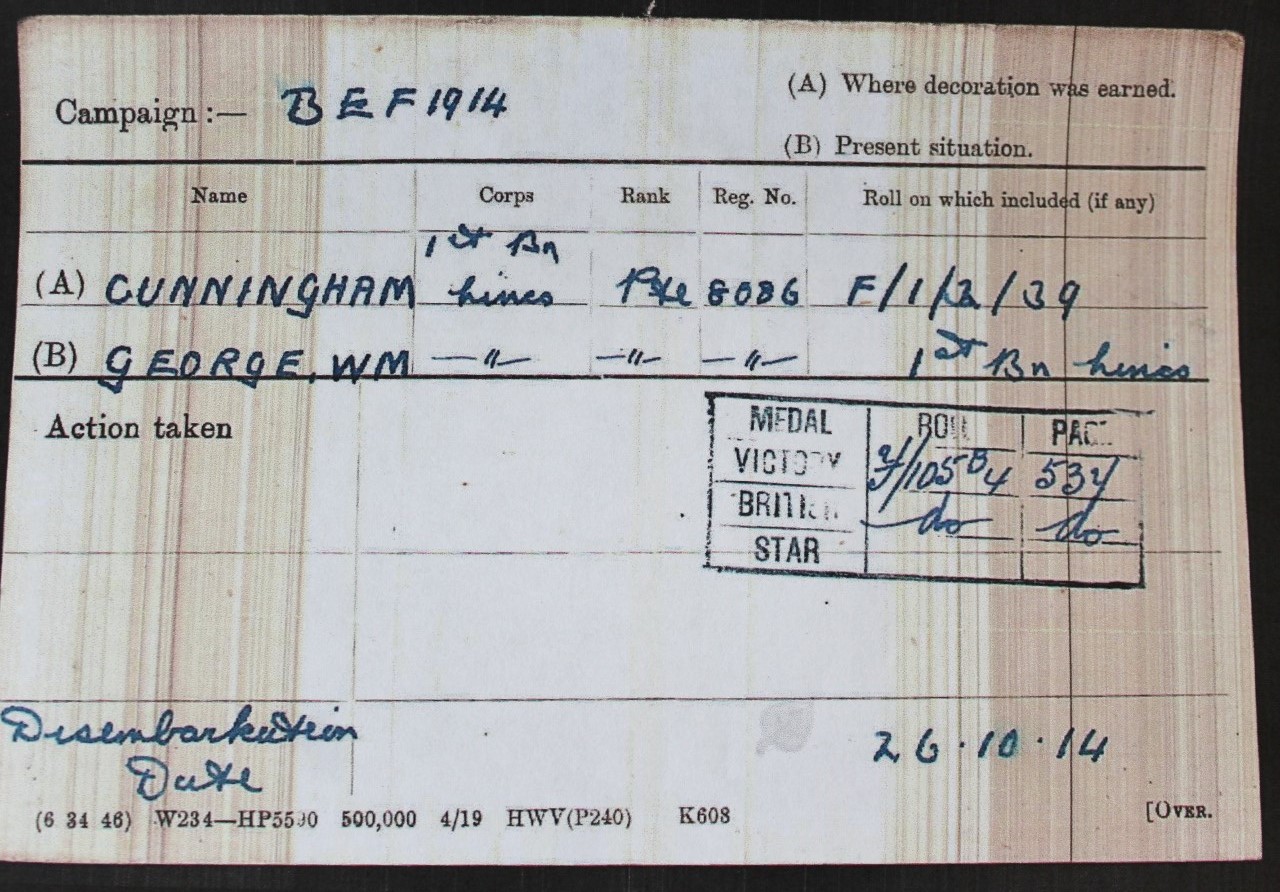 Campaign :— B E F 1914
(A) Where decoration was earned.
(B) Present situation.
Name Corps Rank Reg. No. Roll on which included (if any)
1st Bn
(A) CUNNINGHAM Lincs Pte 8086 F/1/2/39
(B) GEORGE. WM —"— —"— —"— 1st Bn Lincs
Action taken
MEDAL ROLL PAGE
VICTORY 105 B4
BRITISH do do
STAR
Disembarkation
Date 26.10.14
(6 34 46) W234—HP5590 500,000 4/19 HWV(P240) K608 [OVER.